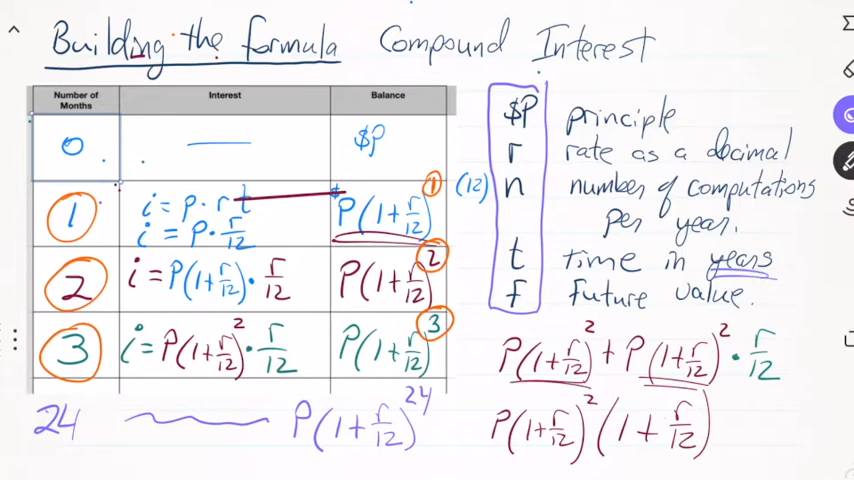 Building the formula Compound Interest
Number of Months Interest Balance
0 — $P
1 i = P · r t $P(1+r/12)^1
i = P · r/12
2 i = P(1+r/12) · r/12 P(1+r/12)^2
3 i = P(1+r/12)^2 · r/12 P(1+r/12)^3
24 P(1+r/12)^24
$P principle
r rate as a decimal
(12) n number of computations
per year.
t time in years
f future value.
P(1+r/12)^2 + P(1+r/12)^2 · r/12
P(1+r/12)^2 (1+r/12)